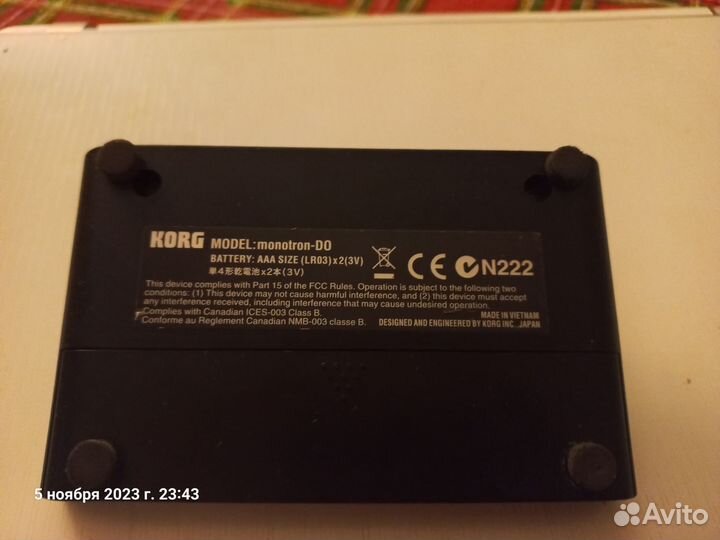 KORG MODEL:monotron-DO
BATTERY: AAA SIZE (LR03)x2(3V)
単4形乾電池x2本(3V)
CE N222
This device complies with Part 15 of the FCC Rules. Operation is subject to the following two
conditions: (1) This device may not cause harmful interference, and (2) this device must accept
any interference received, including interference that may cause undesired operation.
Complies with Canadian ICES-003 Class B.
Conforme au Reglement Canadian NMB-003 classe B.
MADE IN VIETNAM
DESIGNED AND ENGINEERED BY KORG INC.,JAPAN
5 ноября 2023 г. 23:43
Avito